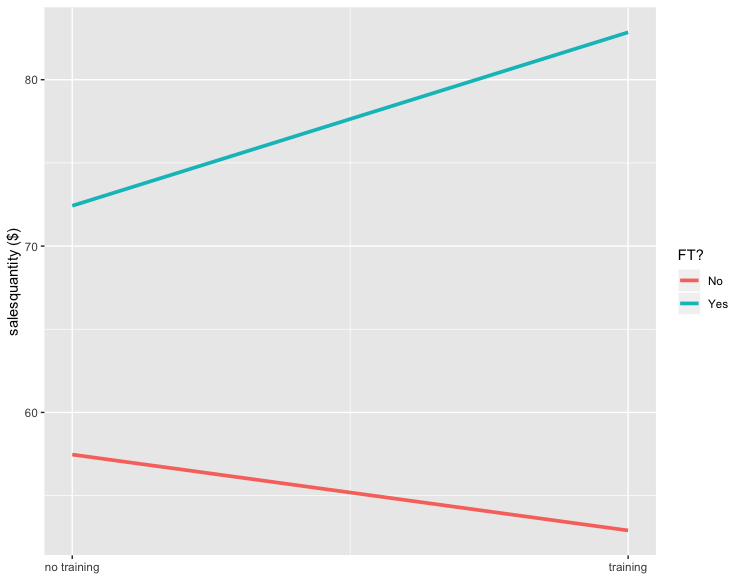 salesquantity ($)
80
70
60
no training
training
FT?
No
Yes